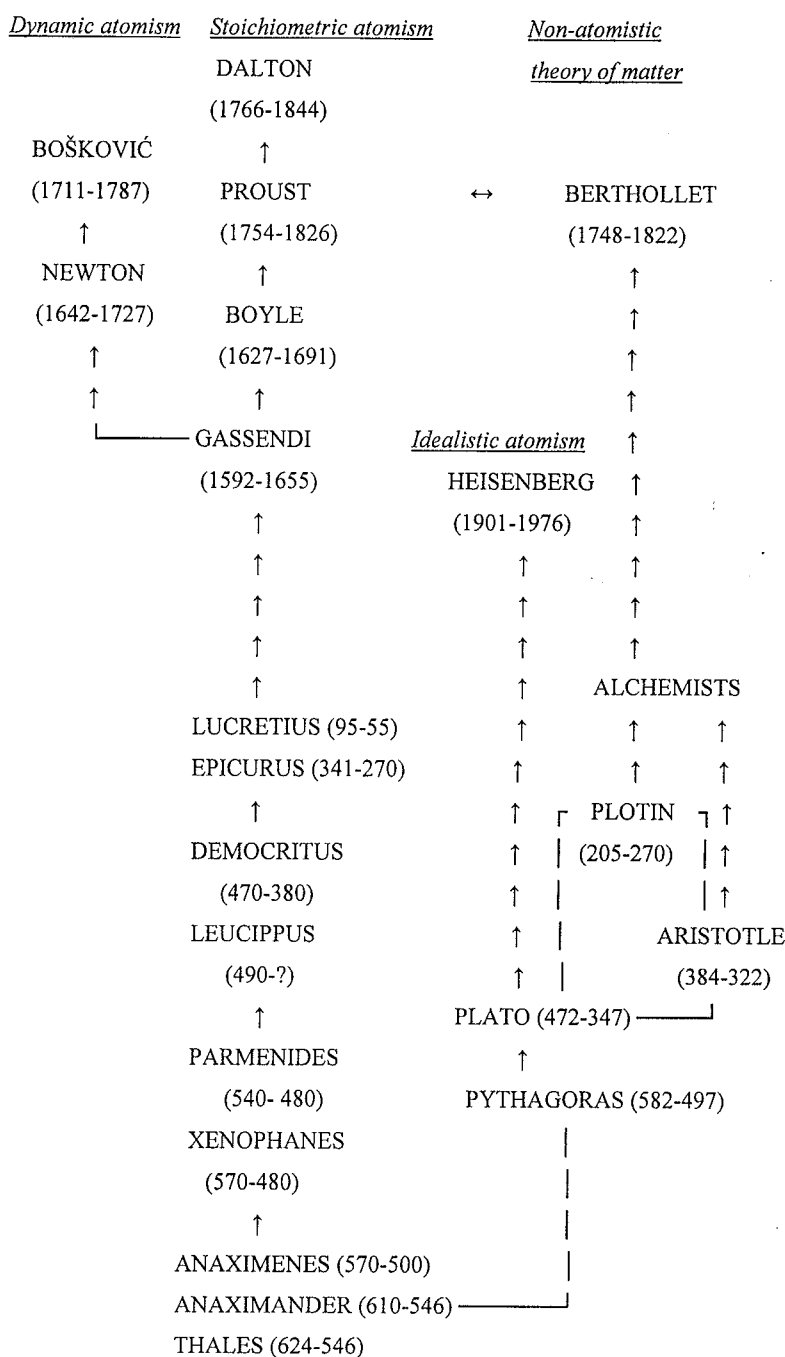 Dynamic atomism Stoichiometric atomism Non-atomistic
DALTON theory of matter
(1766-1844)
BOŠKOVIĆ ↑
(1711-1787) PROUST ↔ BERTHOLLET
↑ (1754-1826) (1748-1822)
NEWTON ↑ ↑
(1642-1727) BOYLE ↑
↑ (1627-1691) ↑
↑ ↑ ↑
GASSENDI Idealistic atomism ↑
(1592-1655) HEISENBERG ↑
↑ (1901-1976) ↑
↑ ↑ ↑
↑ ↑ ↑
↑ ↑ ↑
↑ ↑ ALCHEMISTS
LUCRETIUS (95-55) ↑ ↑ ↑
EPICURUS (341-270) ↑ ↑ ↑
↑ ↑ PLOTIN ↑
DEMOCRITUS ↑ (205-270) ↑
(470-380) ↑ ↑
LEUCIPPUS ↑ ARISTOTLE
(490-?) ↑ (384-322)
↑ PLATO (472-347)
PARMENIDES ↑
(540- 480) PYTHAGORAS (582-497)
XENOPHANES
(570-480)
↑
ANAXIMENES (570-500)
ANAXIMANDER (610-546)
THALES (624-546)